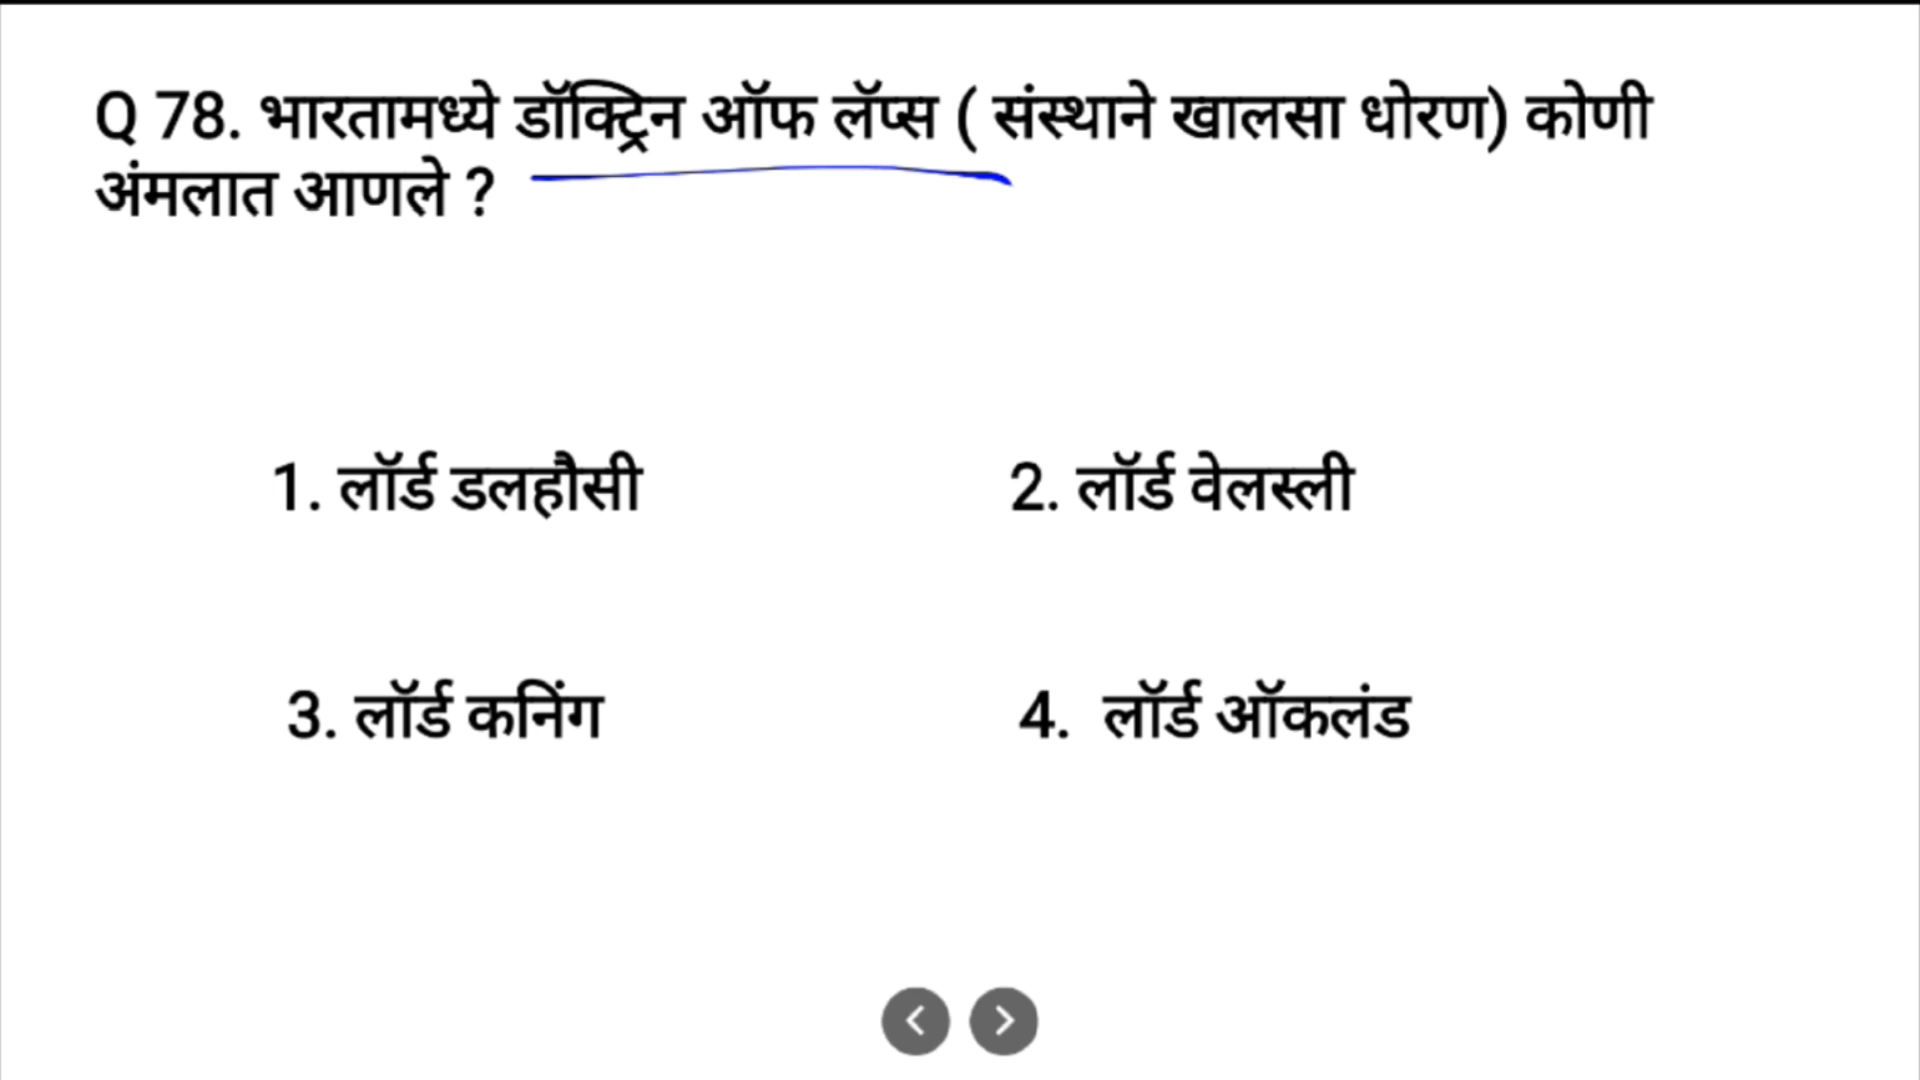 Q 78. भारतामध्ये डॉक्ट्रिन ऑफ लॅप्स ( संस्थाने खालसा धोरण) कोणी
अंमलात आणले ?
1. लॉर्ड डलहौसी
2. लॉर्ड वेलस्ली
3. लॉर्ड कनिंग
4. लॉर्ड ऑकलंड